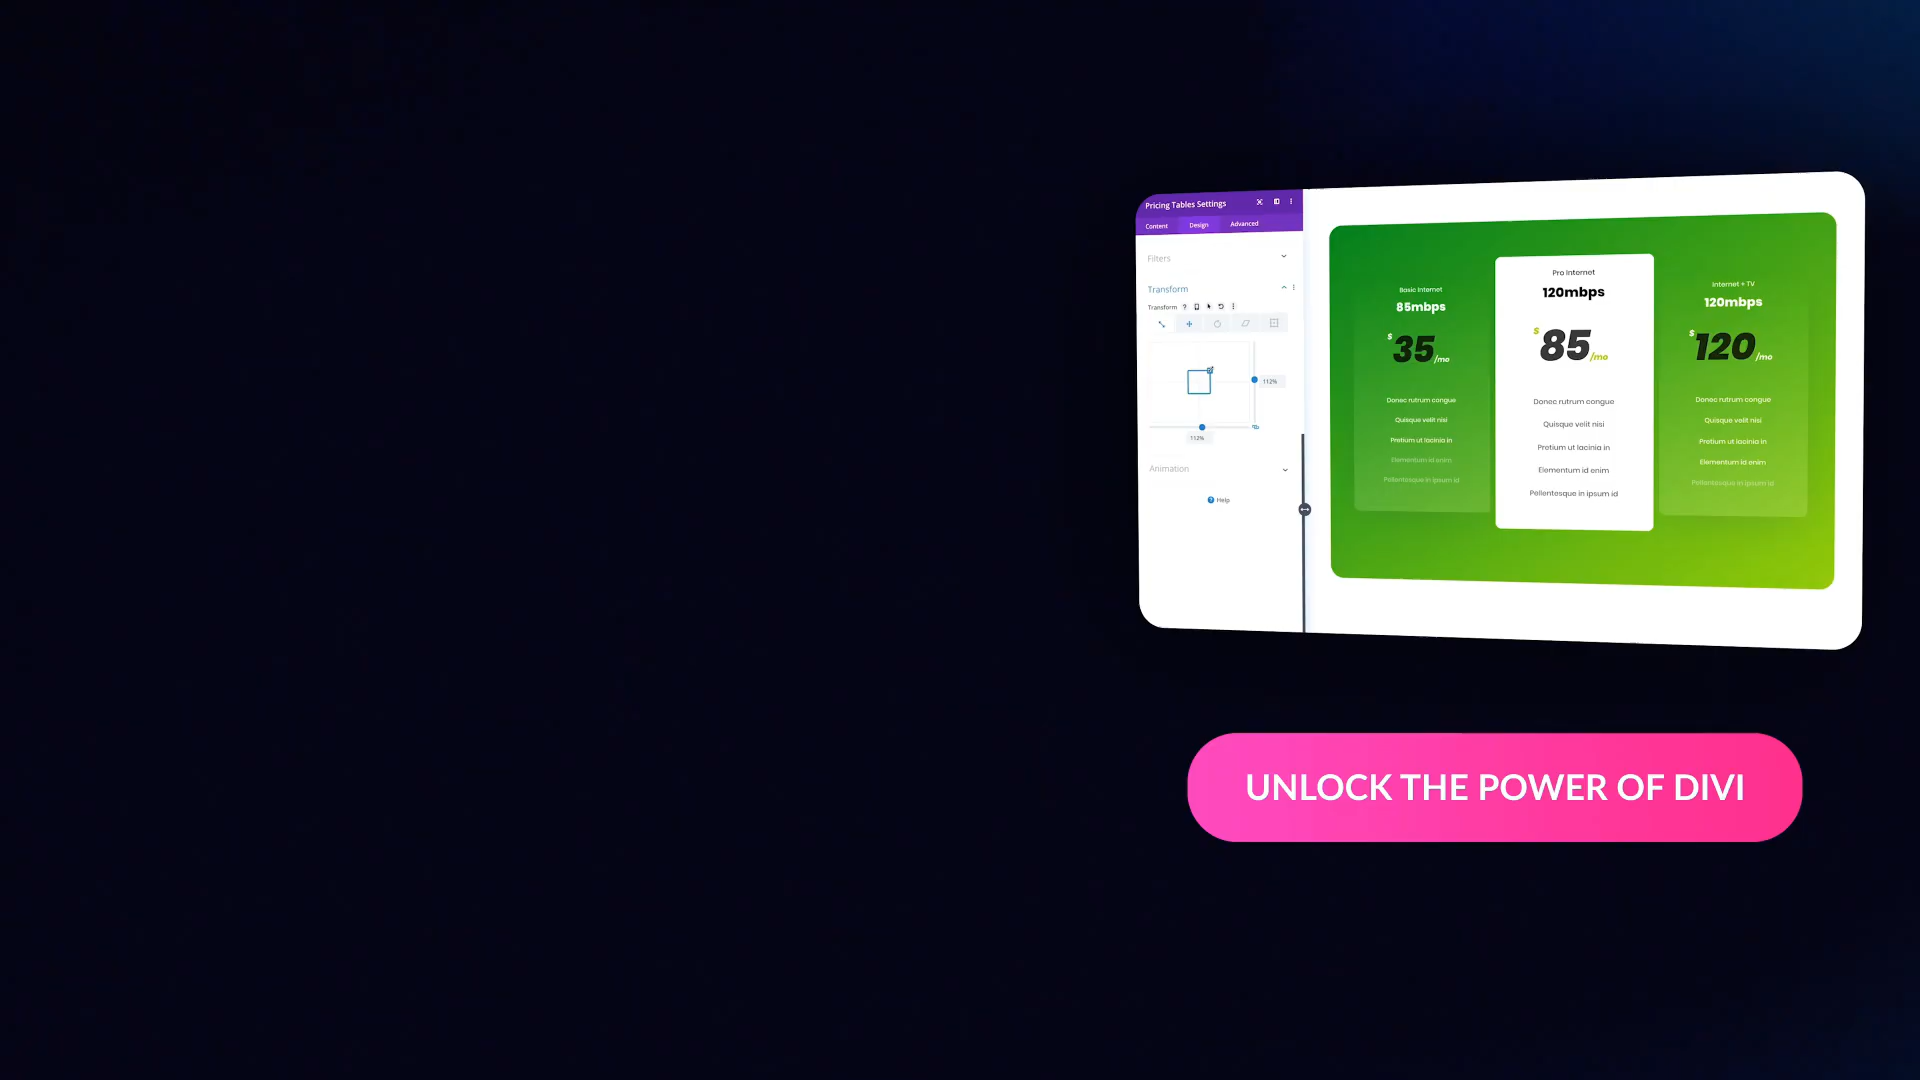 Pricing Tables Settings
Content Design Advanced
Filters
Transform
Transform
112%
112%
Animation
Help
Basic Internet
85mbps
$35/mo
Donec rutrum congue
Quisque velit nisi
Pretium ut lacinia in
Elementum id enim
Pellentesque in ipsum id
Pro Internet
120mbps
$85/mo
Donec rutrum congue
Quisque velit nisi
Pretium ut lacinia in
Elementum id enim
Pellentesque in ipsum id
Internet + TV
120mbps
$120/mo
Donec rutrum congue
Quisque velit nisi
Pretium ut lacinia in
Elementum id enim
Pellentesque in ipsum id
UNLOCK THE POWER OF DIVI